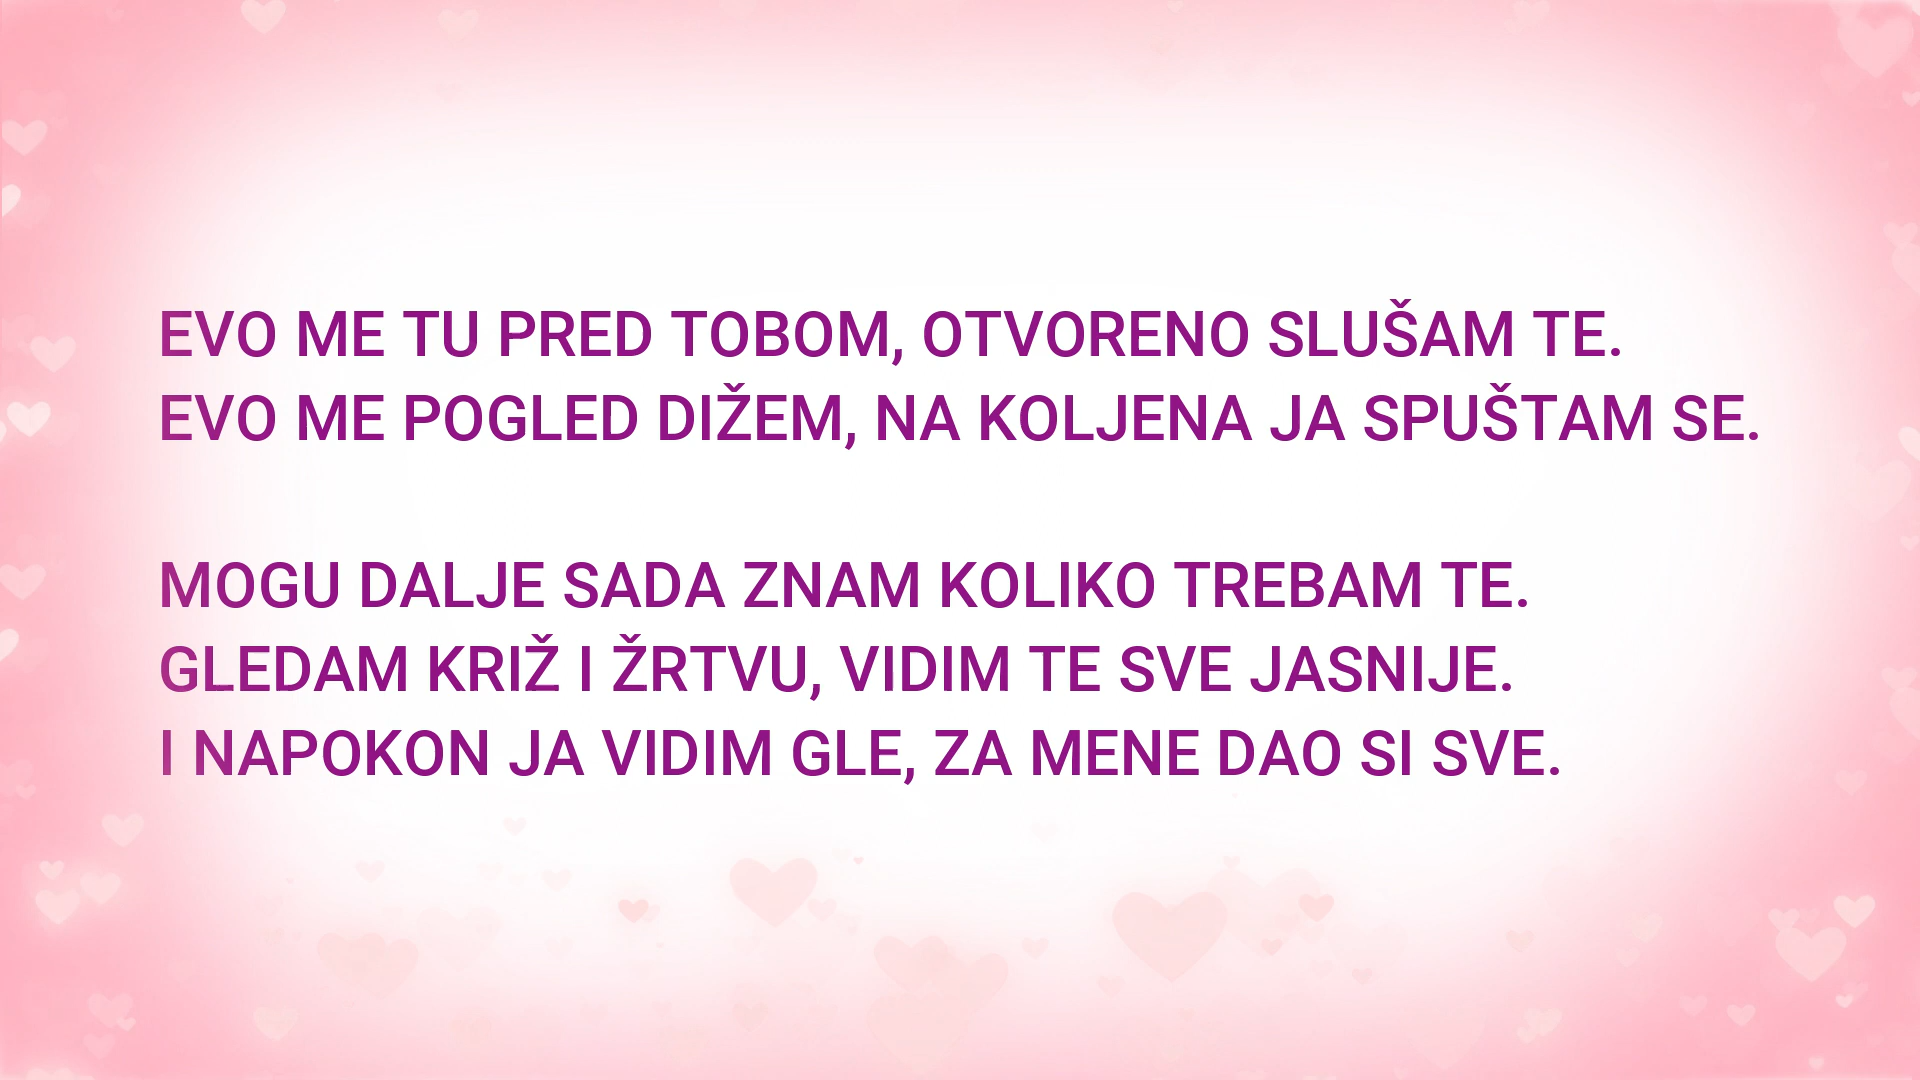 EVO ME TU PRED TOBOM, OTVORENO SLUŠAM TE.
EVO ME POGLED DIŽEM, NA KOLJENA JA SPUŠTAM SE.
MOGU DALJE SADA ZNAM KOLIKO TREBAM TE.
GLEDAM KRIŽ I ŽRTVU, VIDIM TE SVE JASNIJE.
I NAPOKON JA VIDIM GLE, ZA MENE DAO SI SVE.